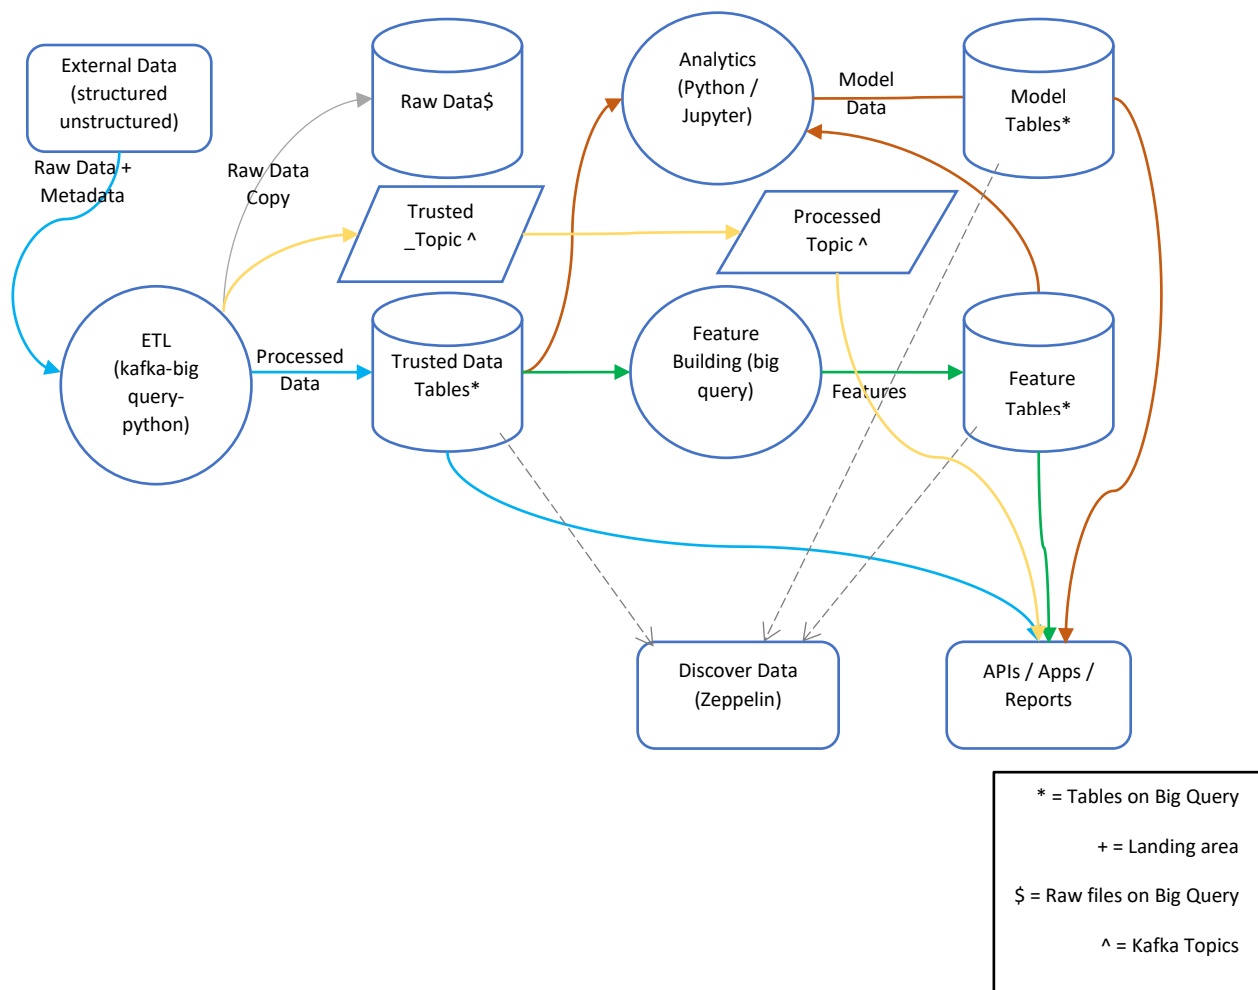 External Data
(structured
unstructured)
Raw Data +
Metadata
Raw Data
Copy
Raw Data$
Trusted
_Topic ^
ETL
(kafka-big
query-
python)
Processed
Data
Trusted Data
Tables*
Analytics
(Python /
Jupyter)
Model
Data
Model
Tables*
Processed
Topic ^
Feature
Building (big
query)
Features
Feature
Tables*
Discover Data
(Zeppelin)
APIs / Apps /
Reports
* = Tables on Big Query
+ = Landing area
$ = Raw files on Big Query
^ = Kafka Topics